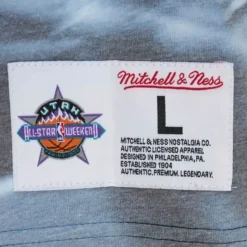 UTAH
ALL-STAR WEEKEND
Mitchell & Ness
L
MITCHELL & NESS NOSTALGIA CO.
AUTHENTIC LICENSED APPAREL
DESIGNED IN PHILADELPHIA, PA.
ESTABLISHED 1904
AUTHENTIC. PREMIUM. LEGENDARY.